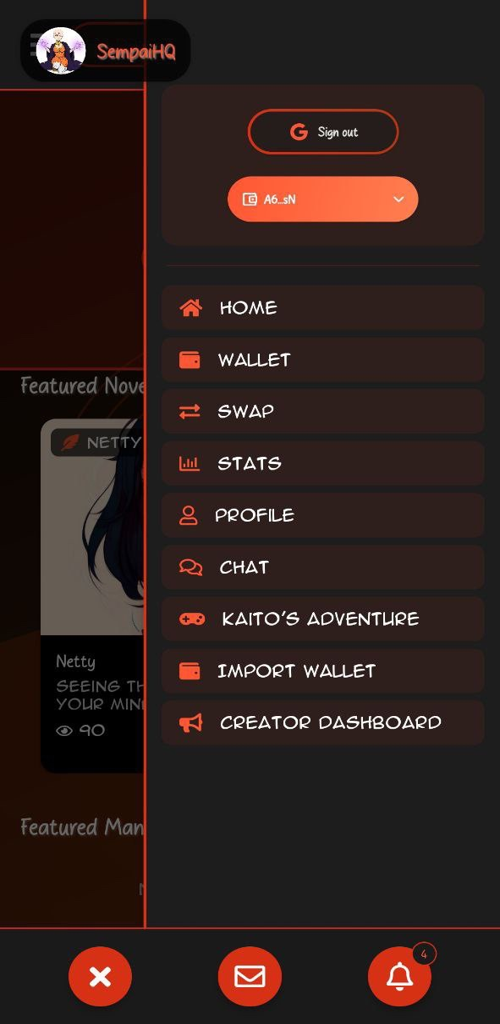 SempaiHQ
Sign out
A6...sN
HOME
WALLET
SWAP
STATS
PROFILE
CHAT
KAITO'S ADVENTURE
IMPORT WALLET
CREATOR DASHBOARD
Featured Nove
NETTY
Netty
SEEING TH
YOUR MIN
90
Featured Man
4